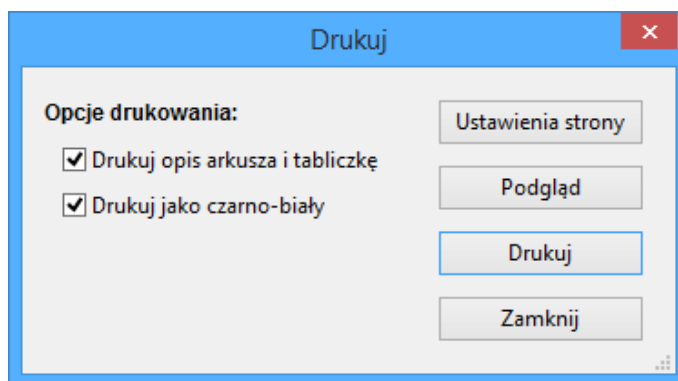 Drukuj
Opcje drukowania:
Drukuj opis arkusza i tabliczkę
Drukuj jako czarno-biały
Ustawienia strony
Podgląd
Drukuj
Zamknij